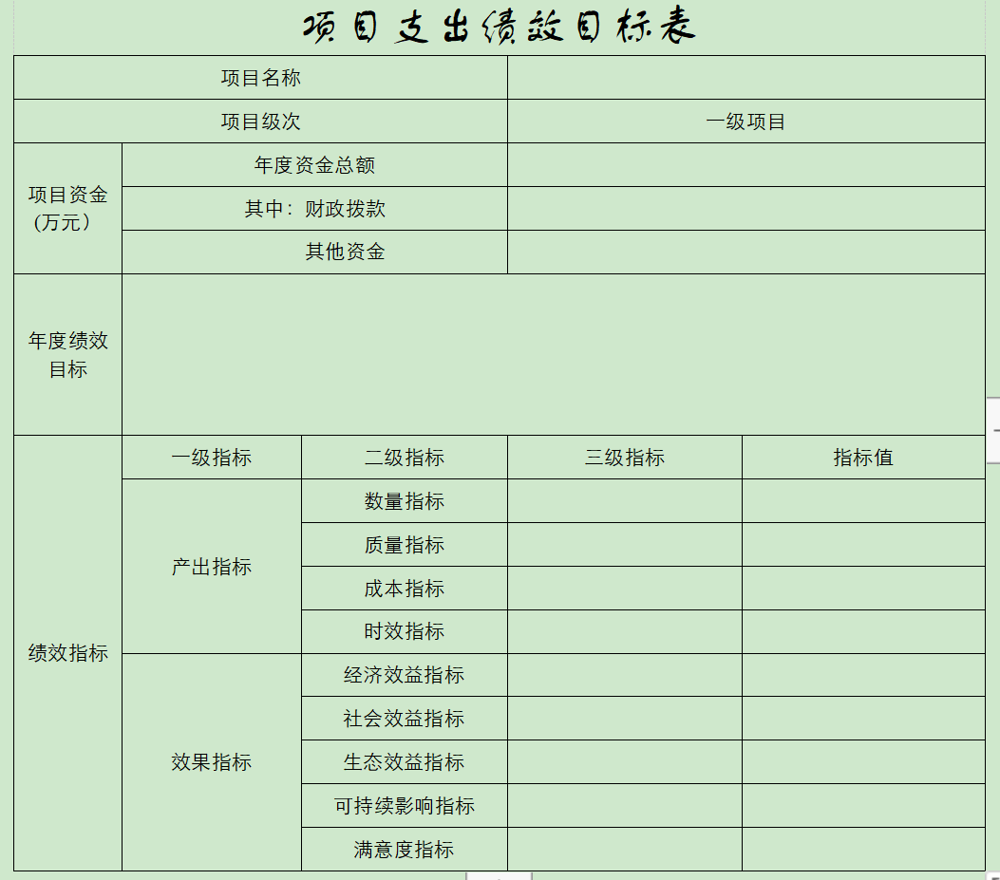 项目支出绩效目标表
项目名称
项目级次 一级项目
项目资金
(万元）
年度资金总额
其中：财政拨款
其他资金
年度绩效
目标
绩效指标
一级指标 二级指标 三级指标 指标值
产出指标
数量指标
质量指标
成本指标
时效指标
效果指标
经济效益指标
社会效益指标
生态效益指标
可持续影响指标
满意度指标